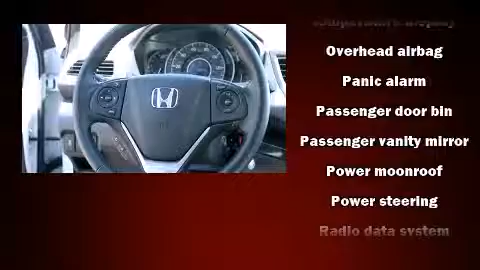 Overhead airbag
Panic alarm
Passenger door bin
Passenger vanity mirror
Power moonroof
Power steering
Radio data system